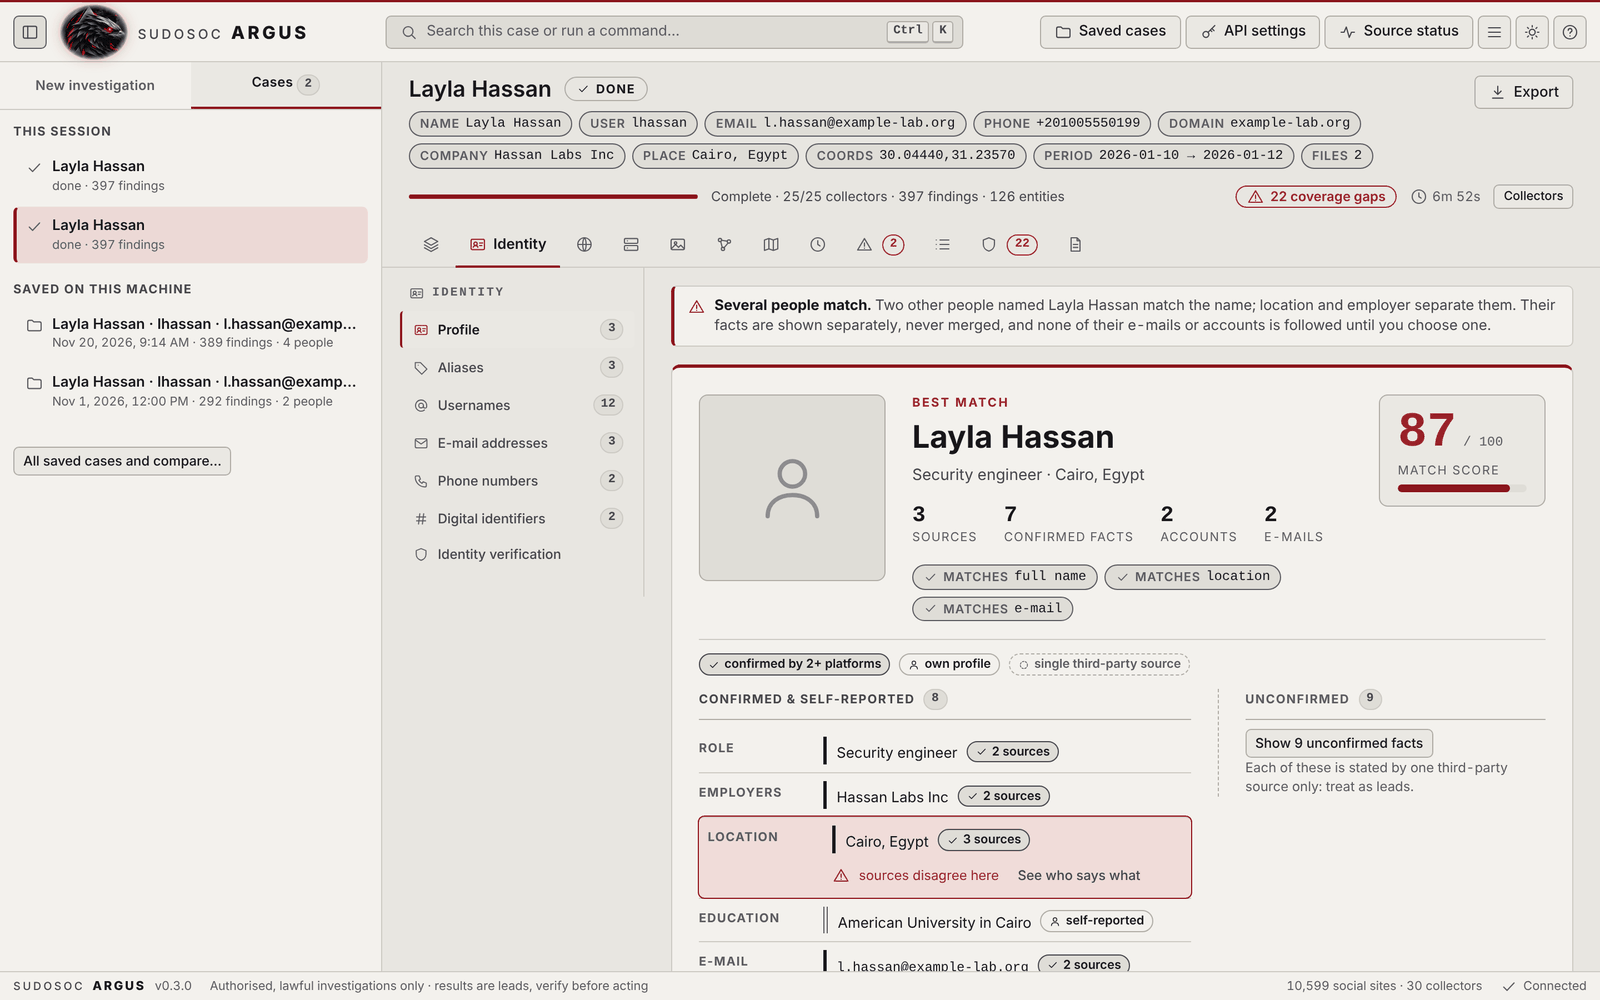 SUDOSOC ARGUS
Search this case or run a command...
Ctrl K
Saved cases
API settings
Source status
New investigation
Cases 2
THIS SESSION
Layla Hassan
done · 397 findings
Layla Hassan
done · 397 findings
SAVED ON THIS MACHINE
Layla Hassan · lhassan · l.hassan@examp...
Nov 20, 2026, 9:14 AM · 389 findings · 4 people
Layla Hassan · lhassan · l.hassan@examp...
Nov 1, 2026, 12:00 PM · 292 findings · 2 people
All saved cases and compare...
Layla Hassan
DONE
Export
NAME Layla Hassan
USER lhassan
EMAIL l.hassan@example-lab.org
PHONE +201005550199
DOMAIN example-lab.org
COMPANY Hassan Labs Inc
PLACE Cairo, Egypt
COORDS 30.04440,31.23570
PERIOD 2026-01-10 → 2026-01-12
FILES 2
Complete · 25/25 collectors · 397 findings · 126 entities
22 coverage gaps
6m 52s
Collectors
Identity
2
22
IDENTITY
Profile 3
Aliases 3
Usernames 12
E-mail addresses 3
Phone numbers 2
Digital identifiers 2
Identity verification
Several people match. Two other people named Layla Hassan match the name; location and employer separate them. Their
facts are shown separately, never merged, and none of their e-mails or accounts is followed until you choose one.
BEST MATCH
Layla Hassan
Security engineer · Cairo, Egypt
3 SOURCES
7 CONFIRMED FACTS
2 ACCOUNTS
2 E-MAILS
MATCHES full name
MATCHES location
MATCHES e-mail
87 / 100
MATCH SCORE
confirmed by 2+ platforms
own profile
single third-party source
CONFIRMED & SELF-REPORTED 8
ROLE Security engineer 2 sources
EMPLOYERS Hassan Labs Inc 2 sources
LOCATION Cairo, Egypt 3 sources
sources disagree here See who says what
EDUCATION American University in Cairo self-reported
E-MAIL l.hassan@example-lab.org 2 sources
UNCONFIRMED 9
Show 9 unconfirmed facts
Each of these is stated by one third-party
source only: treat as leads.
SUDOSOC ARGUS v0.3.0 Authorised, lawful investigations only · results are leads, verify before acting
10,599 social sites · 30 collectors
Connected